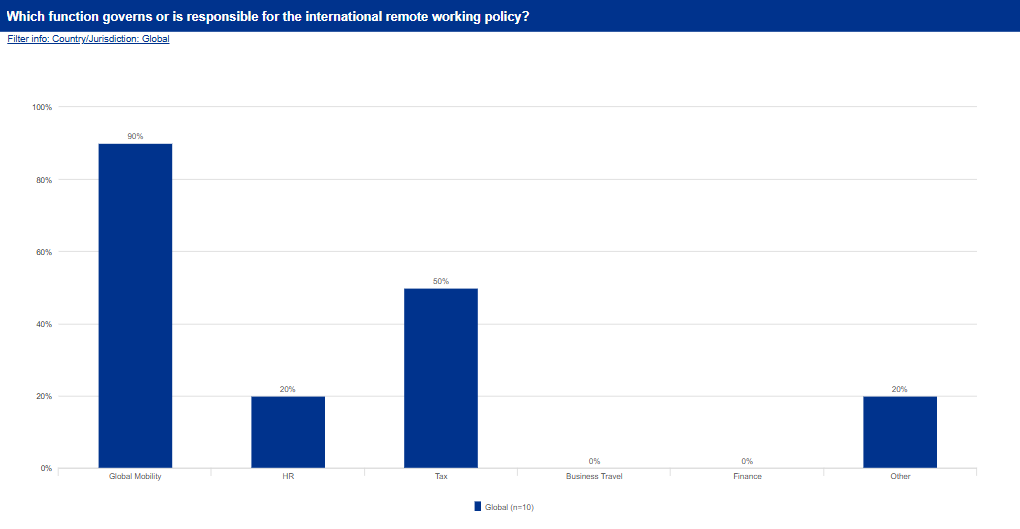 Which function governs or is responsible for the international remote working policy?
Filter info: Country/Jurisdiction: Global
100%
90%
80%
60%
50%
40%
20%
20%
20%
0%
0%
0%
Global Mobility
HR
Tax
Business Travel
Finance
Other
Global (n=10)